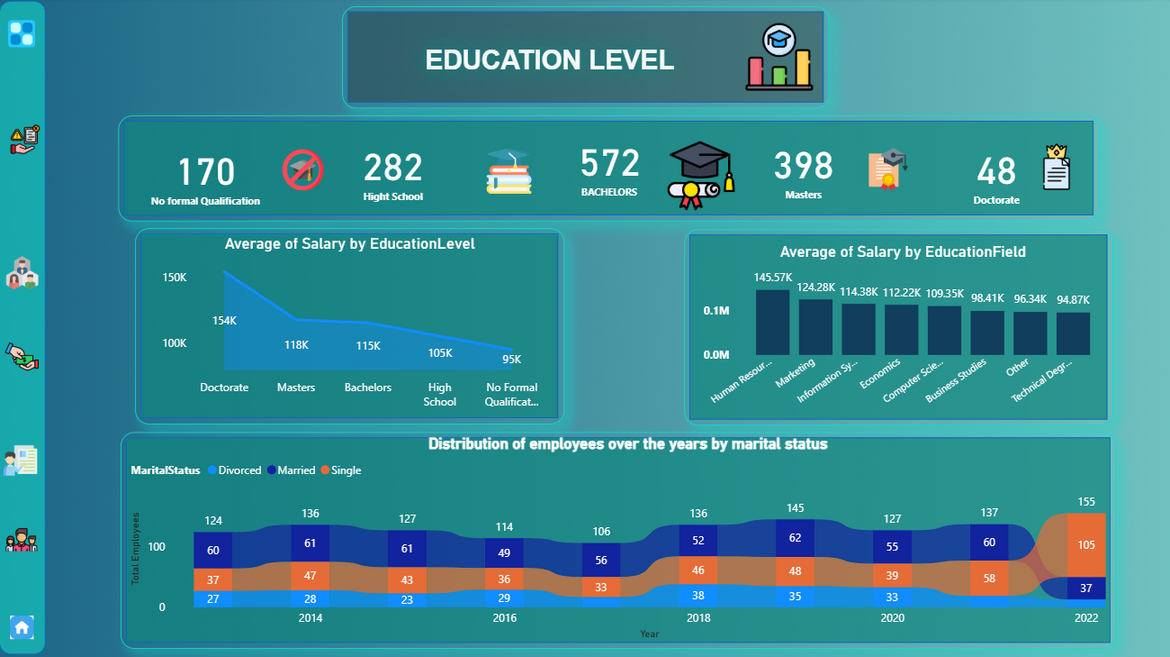 EDUCATION LEVEL
170
No formal Qualification
282
Hight School
572
BACHELORS
398
Masters
48
Doctorate
Average of Salary by EducationLevel
150K
100K
154K
118K
115K
105K
95K
Doctorate
Masters
Bachelors
High
School
No Formal
Qualificat...
Average of Salary by EducationField
0.1M
0.0M
145.57K
124.28K
114.38K
112.22K
109.35K
98.41K
96.34K
94.87K
Human Resour...
Marketing
Information Sy...
Economics
Computer Scie...
Business Studies
Other
Technical Degr...
Distribution of employees over the years by marital status
MaritalStatus Divorced Married Single
Total Employees
100
0
124 136 127 114 106 136 145 127 137 155
60 61 61 49 56 52 62 55 60 105
37 47 43 36 33 46 48 39 58 37
27 28 23 29 38 35 33
2014 2016 2018 2020 2022
Year